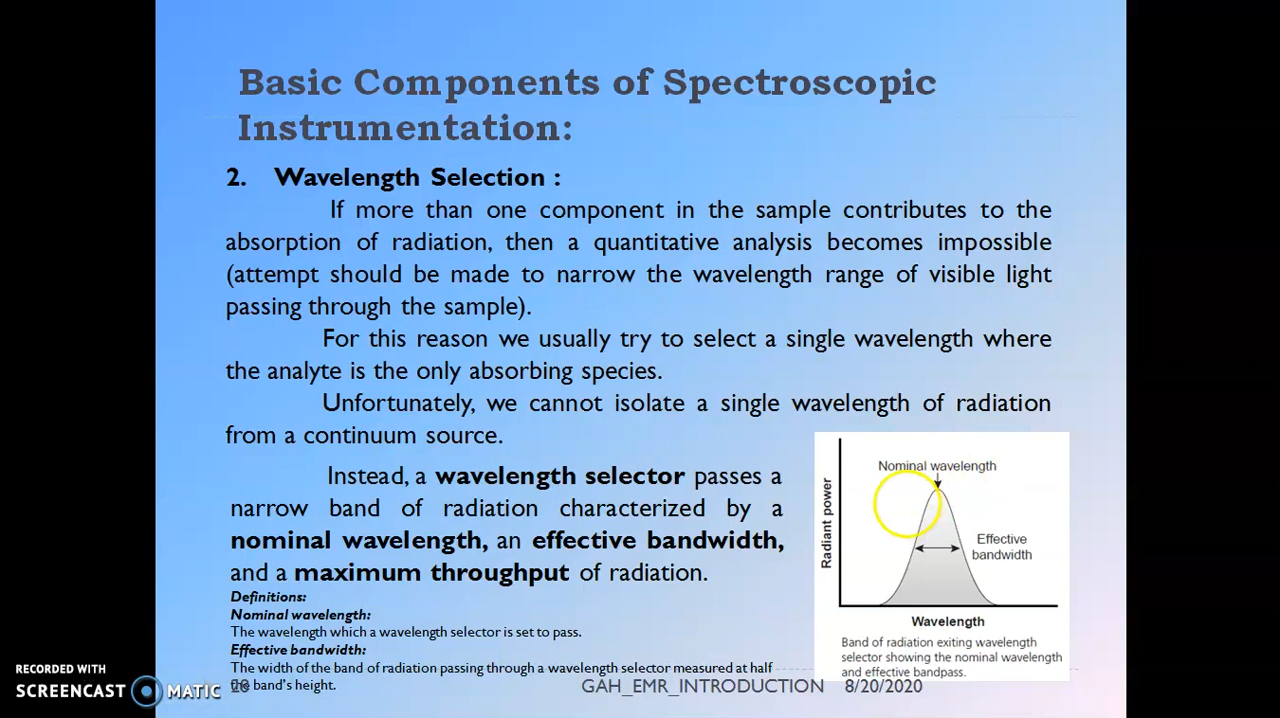 Basic Components of Spectroscopic
Instrumentation:
2. Wavelength Selection :
If more than one component in the sample contributes to the
absorption of radiation, then a quantitative analysis becomes impossible
(attempt should be made to narrow the wavelength range of visible light
passing through the sample).
For this reason we usually try to select a single wavelength where
the analyte is the only absorbing species.
Unfortunately, we cannot isolate a single wavelength of radiation
from a continuum source.
Instead, a wavelength selector passes a
narrow band of radiation characterized by a
nominal wavelength, an effective bandwidth,
and a maximum throughput of radiation.
Definitions:
Nominal wavelength:
The wavelength which a wavelength selector is set to pass.
Effective bandwidth:
The width of the band of radiation passing through a wavelength selector measured at half
band's height.
Nominal wavelength
Radiant power
Effective
bandwidth
Wavelength
Band of radiation exiting wavelength
selector showing the nominal wavelength
and effective bandpass.
GAH_EMR_INTRODUCTION 8/20/2020
RECORDED WITH
SCREENCAST MATIC